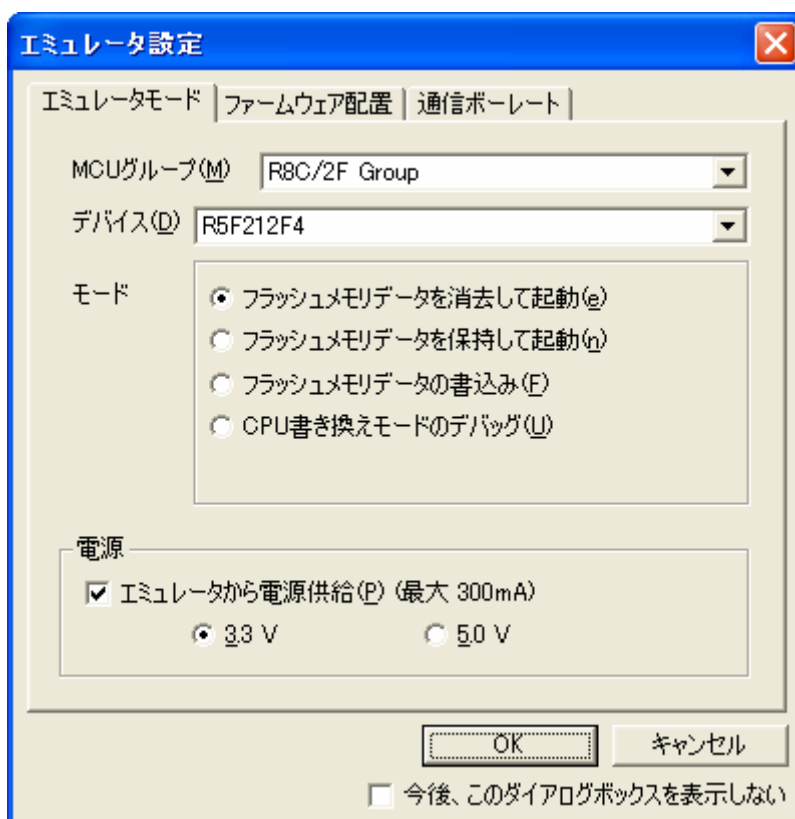 エミュレータ設定
エミュレータモード ファームウェア配置 通信ボーレート
MCUグループ(M) R8C/2F Group
デバイス(D) R5F212F4
モード
フラッシュメモリデータを消去して起動(e)
フラッシュメモリデータを保持して起動(n)
フラッシュメモリデータの書込み(F)
CPU書き換えモードのデバッグ(U)
電源
エミュレータから電源供給(P) (最大 300mA)
3.3 V 5.0 V
OK キャンセル
今後、このダイアログボックスを表示しない